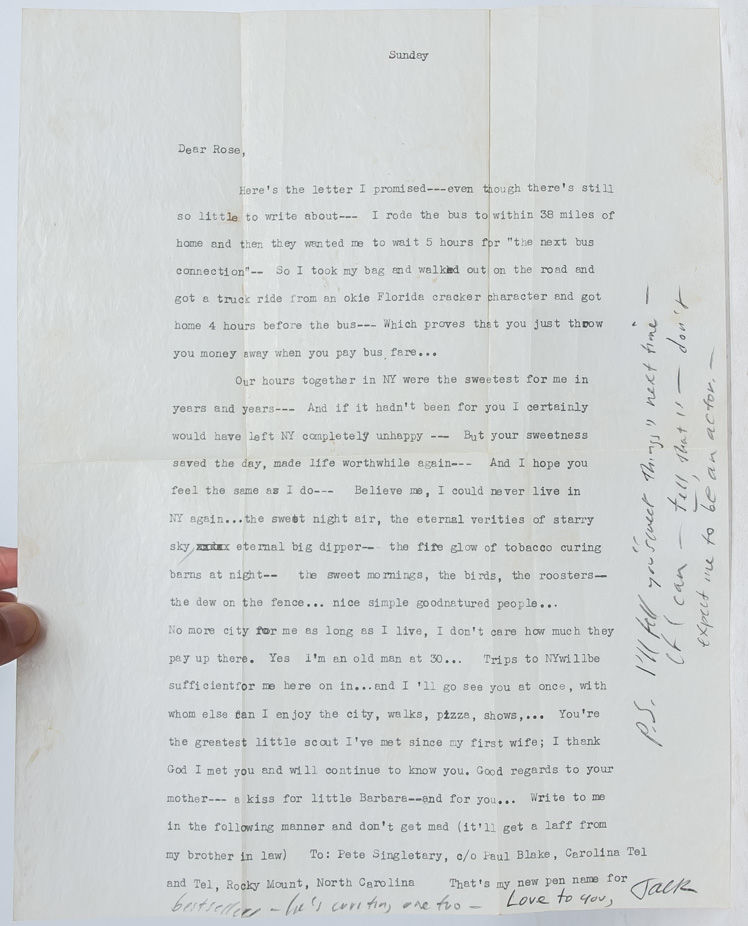 Sunday
Dear Rose,
Here's the letter I promised---even though there's still
so little to write about--- I rode the bus to within 38 miles of
home and then they wanted me to wait 5 hours for "the next bus
connection"-- So I took my bag and walked out on the road and
got a truck ride from an okie Florida cracker character and got
home 4 hours before the bus--- Which proves that you just throw
you money away when you pay bus fare...
Our hours together in NY were the sweetest for me in
years and years--- And if it hadn't been for you I certainly
would have left NY completely unhappy --- But your sweetness
saved the day, made life worthwhile again--- And I hope you
feel the same as I do--- Believe me, I could never live in
NY again...the sweet night air, the eternal verities of starry
sky, eternal big dipper-- the fire glow of tobacco curing
barns at night-- the sweet mornings, the birds, the roosters--
the dew on the fence... nice simple goodnatured people...
No more city for me as long as I live, I don't care how much they
pay up there. Yes i'm an old man at 30... Trips to NYwillbe
sufficientfor me here on in...and I 'll go see you at once, with
whom else can I enjoy the city, walks, pizza, shows,... You're
the greatest little scout I've met since my first wife; I thank
God I met you and will continue to know you. Good regards to your
mother--- a kiss for little Barbara--and for you... Write to me
in the following manner and don't get mad (it'll get a laff from
my brother in law) To: Pete Singletary, c/o Paul Blake, Carolina Tel
and Tel, Rocky Mount, North Carolina That's my new pen name for
bestsellers - he's writing one too - Love to you, Jack
P.S. I'll tell you "sweet things" next time —
if I can — tell, that is — don't
expect me to be an actor. —